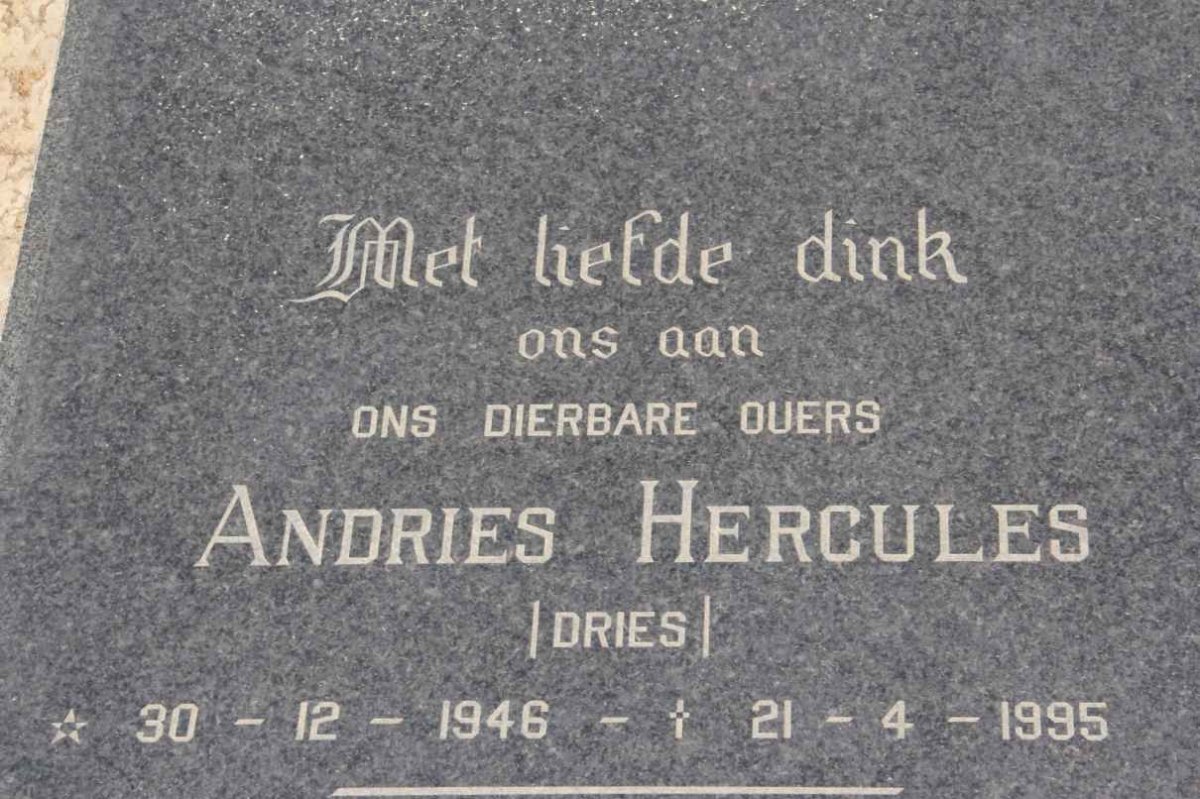 Met liefde dink
ons aan
ONS DIERBARE OUERS
ANDRIES HERCULES
|DRIES|
☆ 30 - 12 - 1946 - † 21 - 4 - 1995